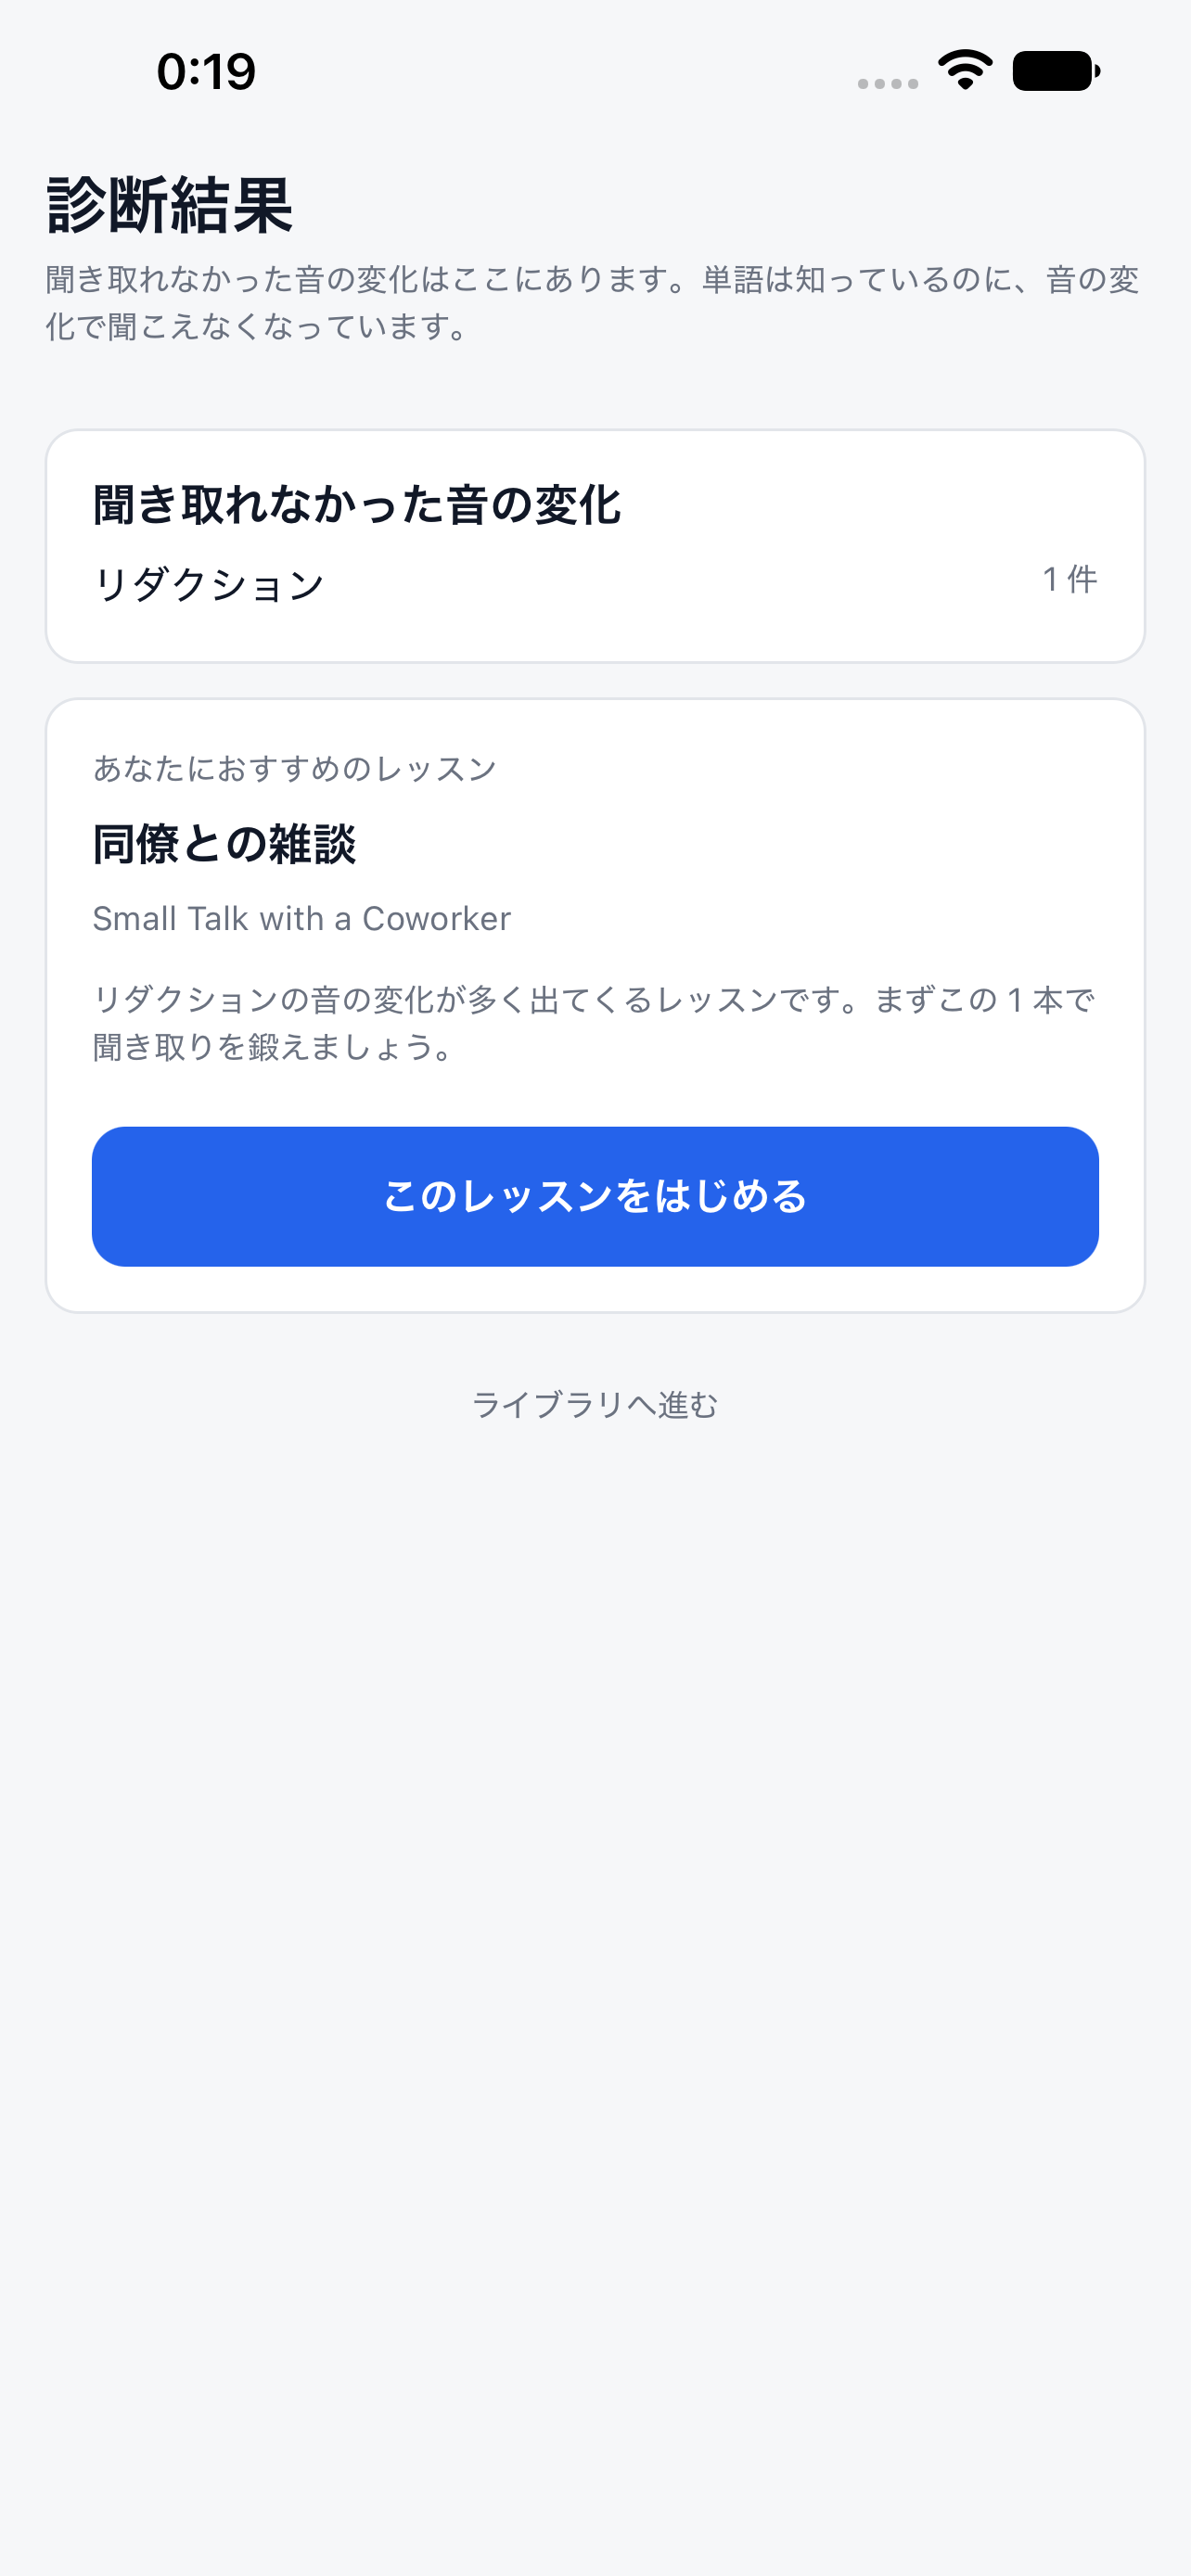 0:19
診断結果
聞き取れなかった音の変化はここにあります。単語は知っているのに、音の変
化で聞こえなくなっています。
聞き取れなかった音の変化
リダクション 1 件
あなたにおすすめのレッスン
同僚との雑談
Small Talk with a Coworker
リダクションの音の変化が多く出てくるレッスンです。まずこの 1 本で
聞き取りを鍛えましょう。
このレッスンをはじめる
ライブラリへ進む